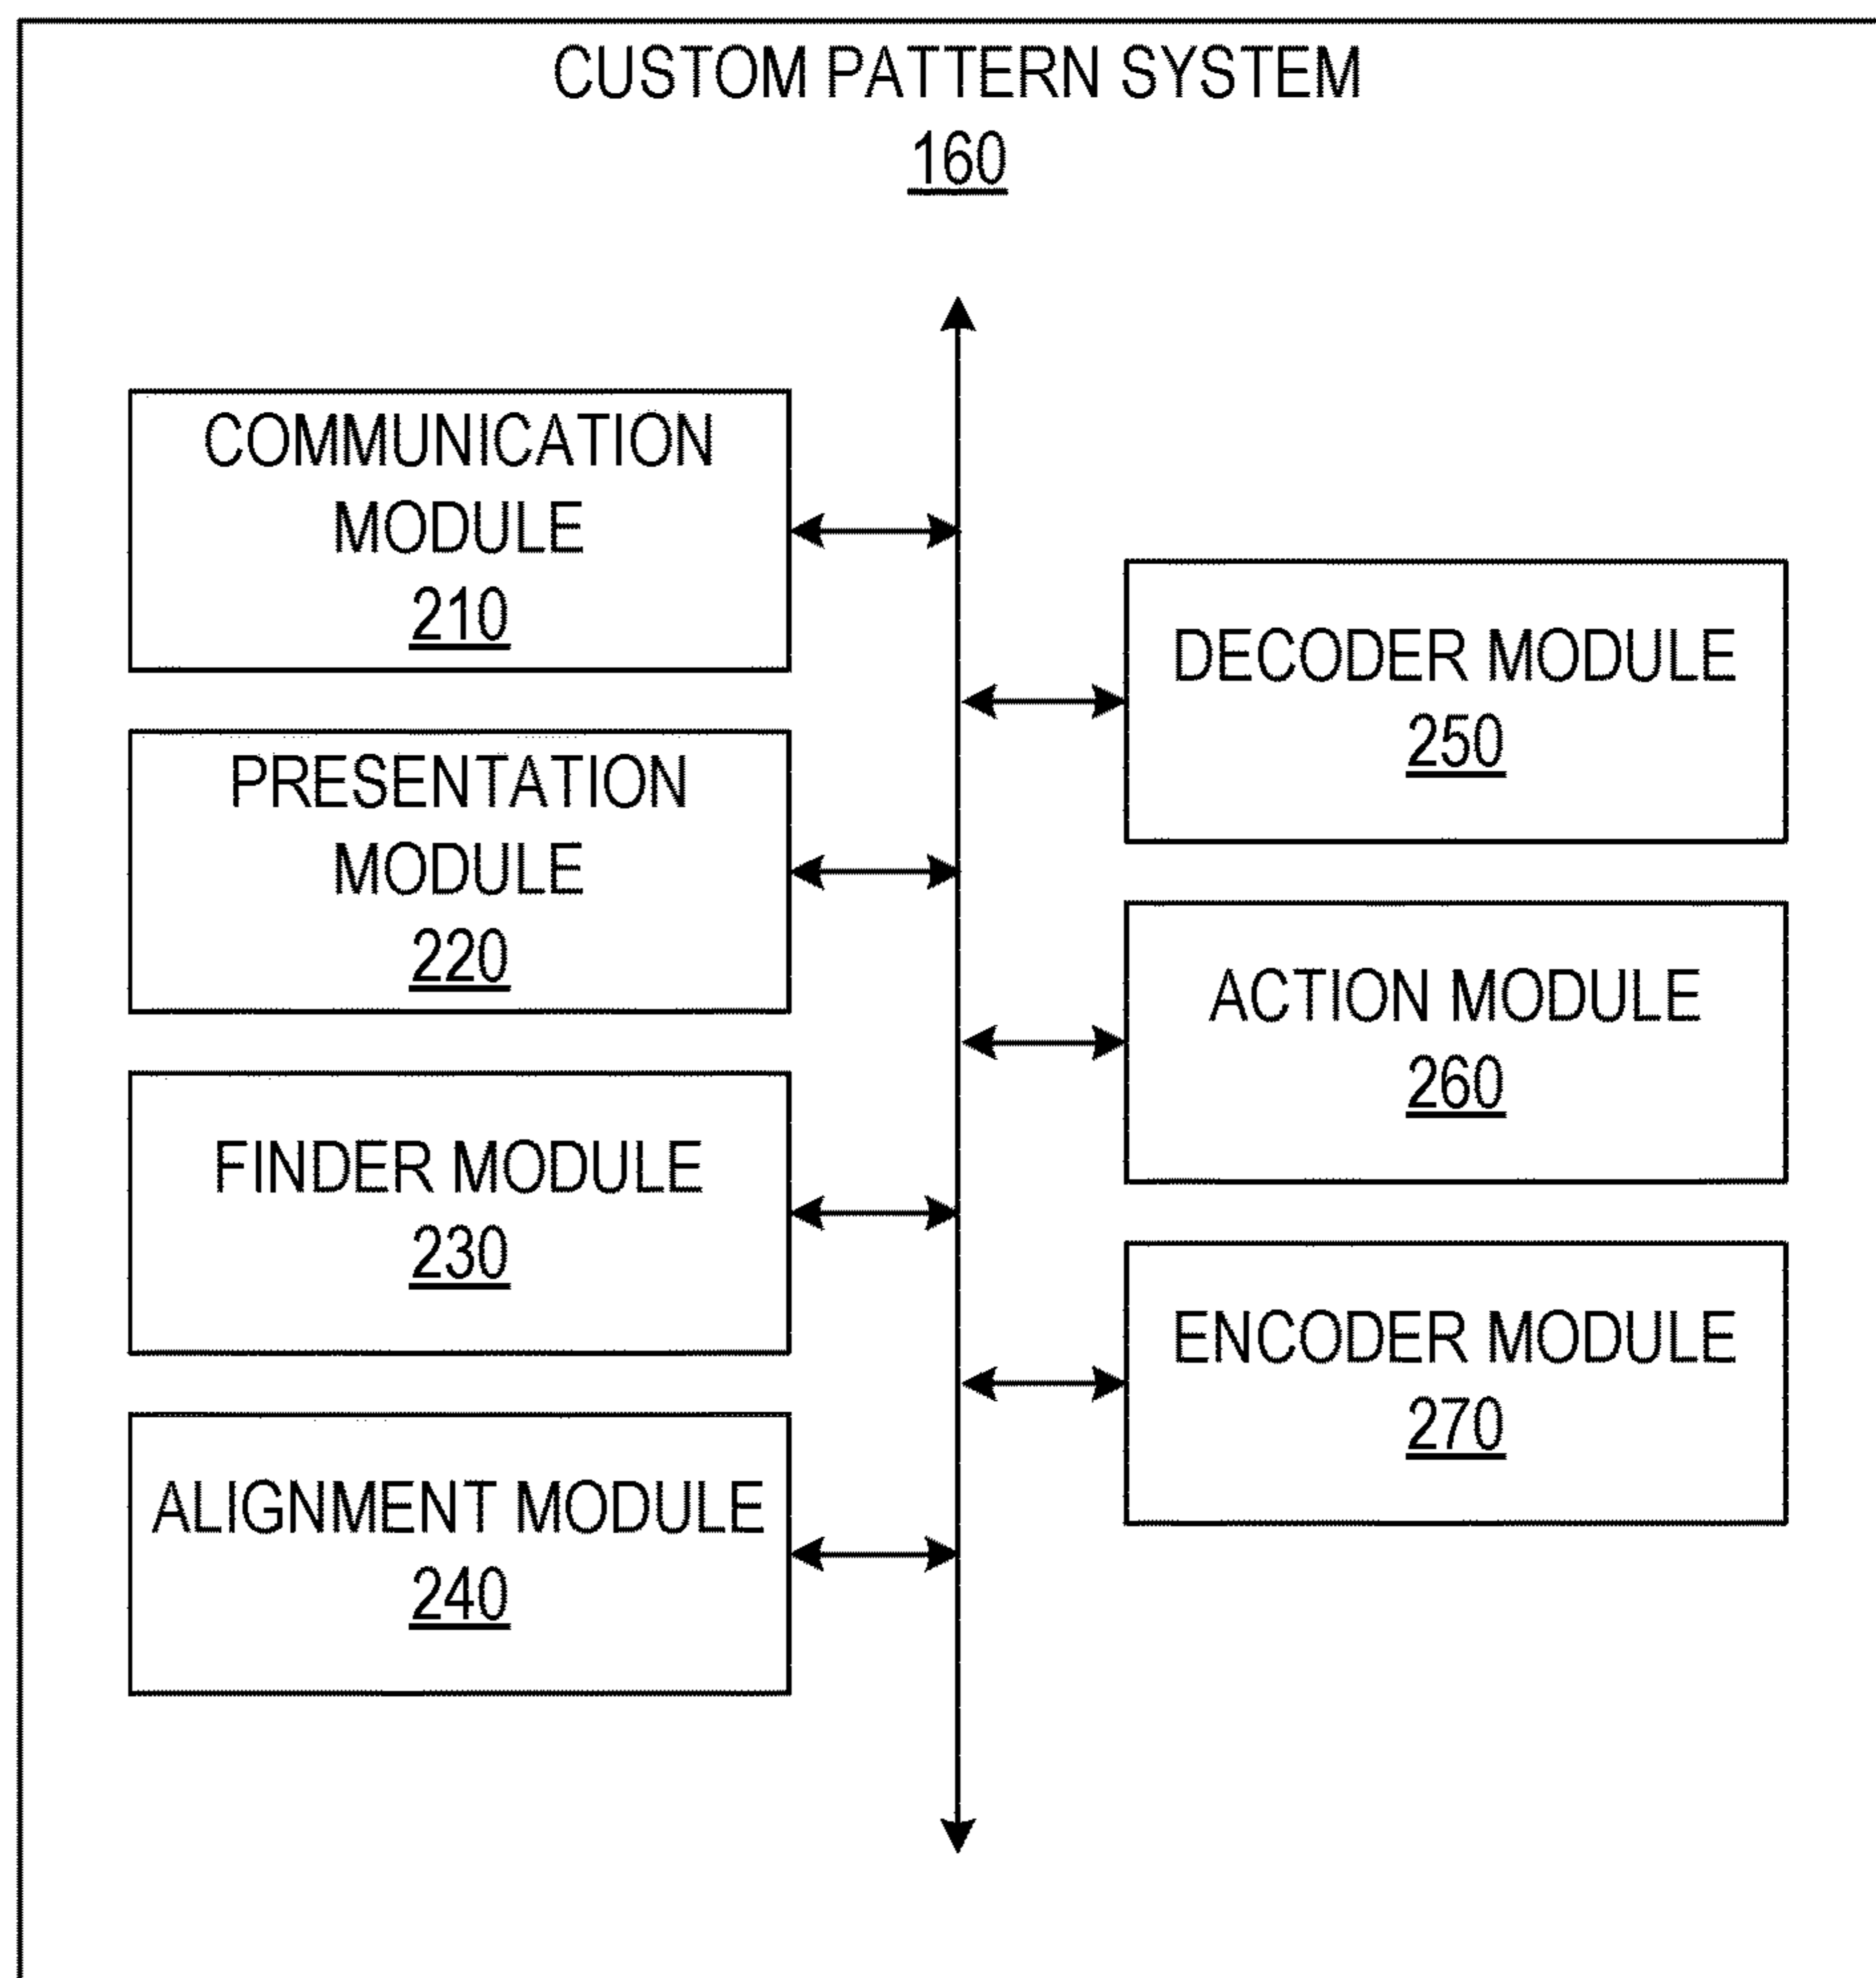 CUSTOM PATTERN SYSTEM
160
COMMUNICATION
MODULE
210
PRESENTATION
MODULE
220
FINDER MODULE
230
ALIGNMENT MODULE
240
DECODER MODULE
250
ACTION MODULE
260
ENCODER MODULE
270